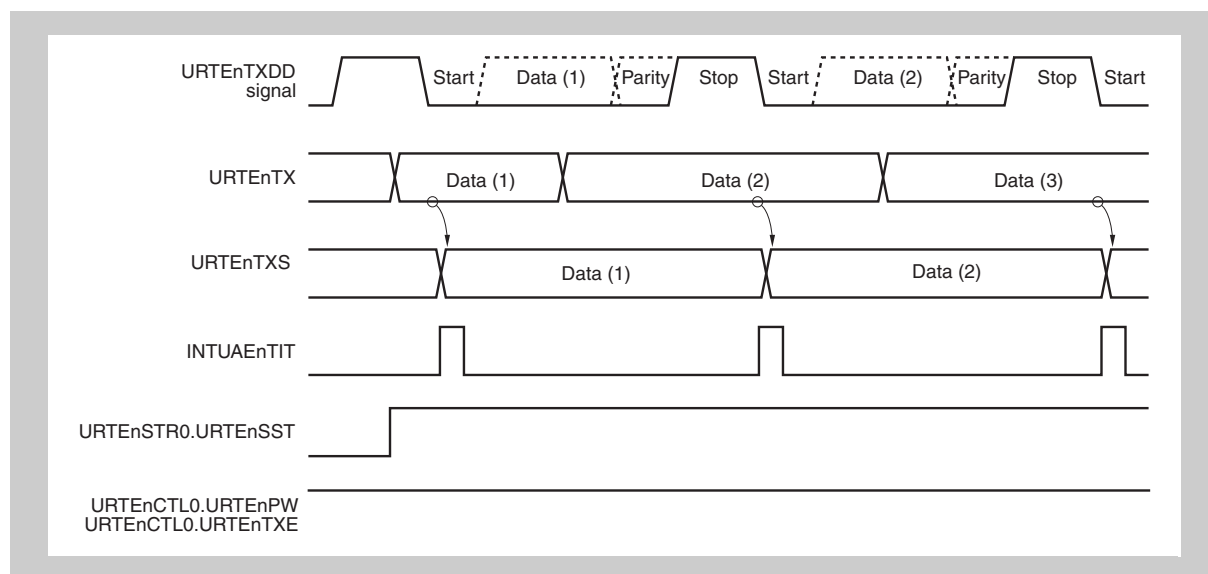 URTEnTXDD
signal
Start Data (1) Parity Stop Start Data (2) Parity Stop Start
URTEnTX
Data (1) Data (2) Data (3)
URTEnTXS
Data (1) Data (2)
INTUAEnTIT
URTEnSTR0.URTEnSST
URTEnCTL0.URTEnPW
URTEnCTL0.URTEnTXE